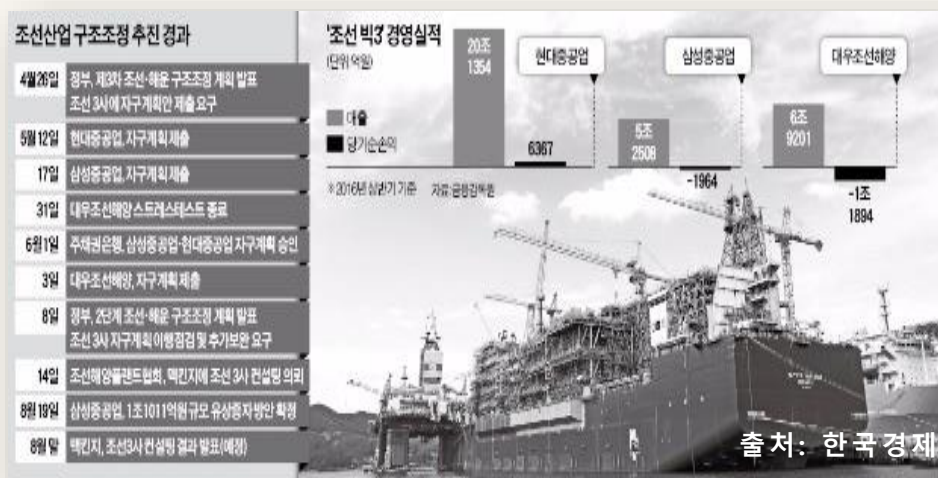 조선산업 구조조정 추진 경과
4월26일 정부, 제3차 조선·해운 구조조정 계획 발표
조선 3사에 자구계획안 제출 요구
5월12일 현대중공업, 자구계획 제출
17일 삼성중공업, 자구계획 제출
31일 대우조선해양 스트레스테스트 종료
6월1일 주채권은행, 삼성중공업·현대중공업 자구계획 승인
3일 대우조선해양, 자구계획 제출
8일 정부, 2단계 조선·해운 구조조정 계획 발표
조선 3사 자구계획 이행점검 및 추가보완 요구
14일 조선해양플랜트협회, 맥킨지에 조선 3사 컨설팅 의뢰
8월19일 삼성중공업, 1조1011억원 규모 유상증자 방안 확정
8월 말 맥킨지, 조선3사 컨설팅 결과 발표(예정)
'조선 빅3' 경영실적
(단위 억원)
매출
당기순손익
※2016년 상반기 기준 자료:금융감독원
현대중공업
20조
1354
6367
삼성중공업
5조
2508
-1964
대우조선해양
6조
9201
-1조
1894
출처: 한국경제